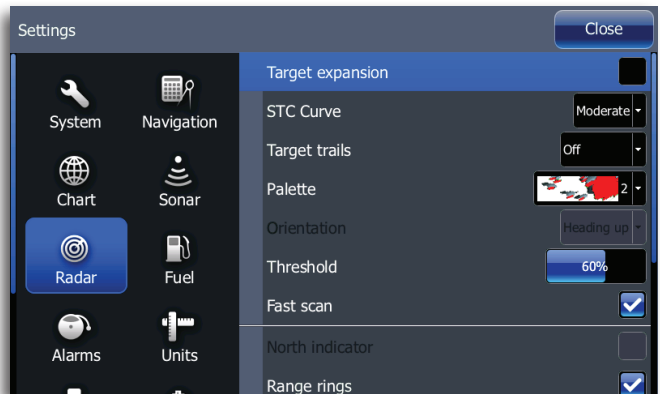 Settings
Close
System
Navigation
Chart
Sonar
Radar
Fuel
Alarms
Units
Target expansion
STC Curve
Moderate
Target trails
Off
Palette
2
Orientation
Heading up
Threshold
60%
Fast scan
North indicator
Range rings